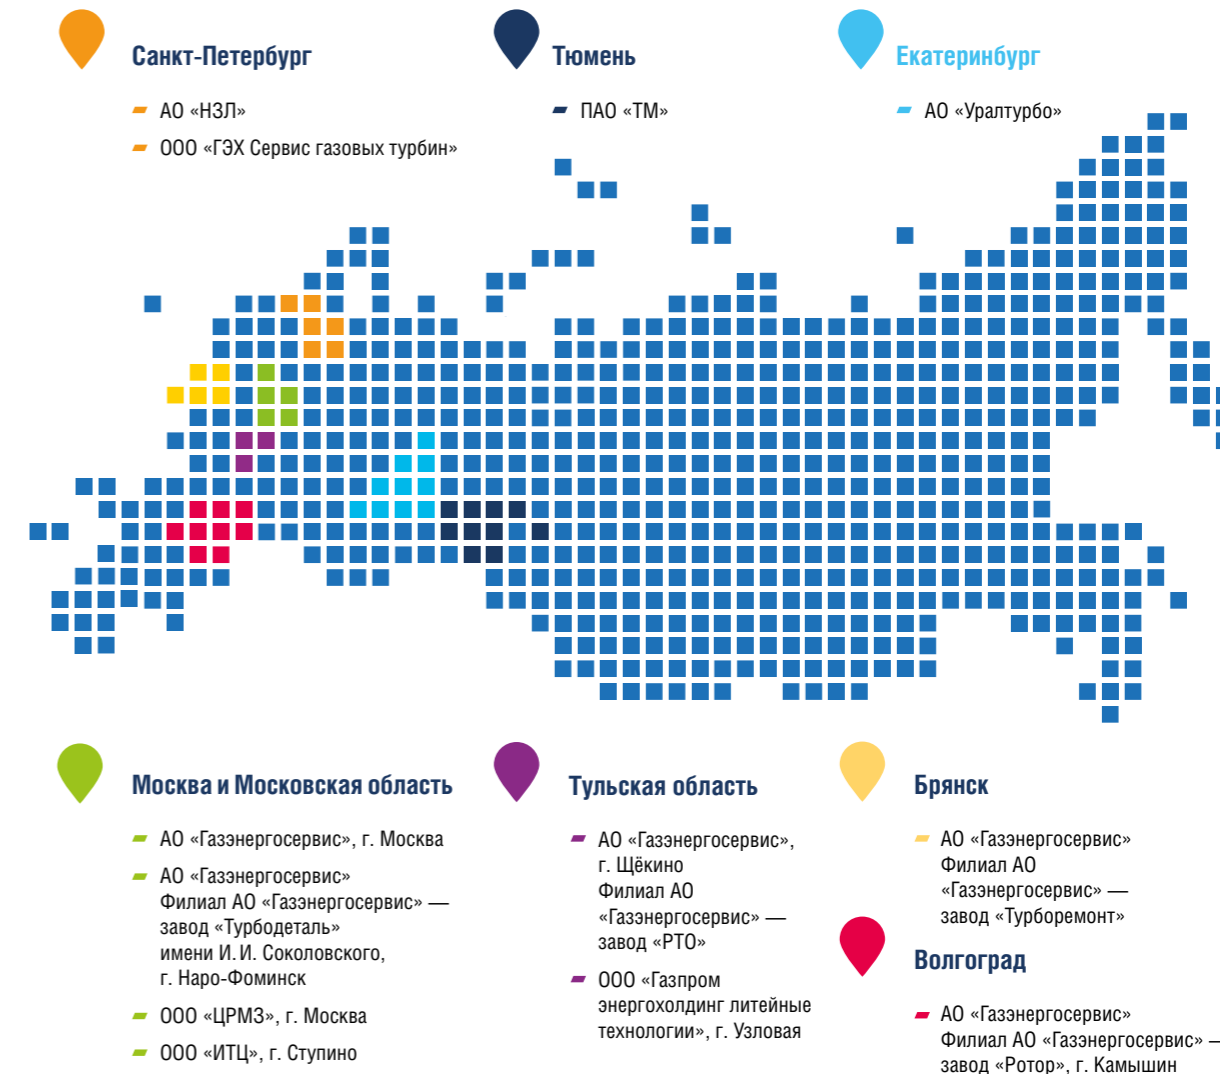 Санкт-Петербург
АО «НЗЛ»
ООО «ГЭХ Сервис газовых турбин»
Тюмень
ПАО «ТМ»
Екатеринбург
АО «Уралтурбо»
Москва и Московская область
АО «Газэнергосервис», г. Москва
АО «Газэнергосервис»
Филиал АО «Газэнергосервис» —
завод «Турбодеталь»
имени И. И. Соколовского,
г. Наро-Фоминск
ООО «ЦРМЗ», г. Москва
ООО «ИТЦ», г. Ступино
Тульская область
АО «Газэнергосервис»,
г. Щёкино
Филиал АО
«Газэнергосервис» —
завод «РТО»
ООО «Газпром
энергохолдинг литейные
технологии», г. Узловая
Брянск
АО «Газэнергосервис»
Филиал АО
«Газэнергосервис» —
завод «Турборемонт»
Волгоград
АО «Газэнергосервис»
Филиал АО «Газэнергосервис» —
завод «Ротор», г. Камышин